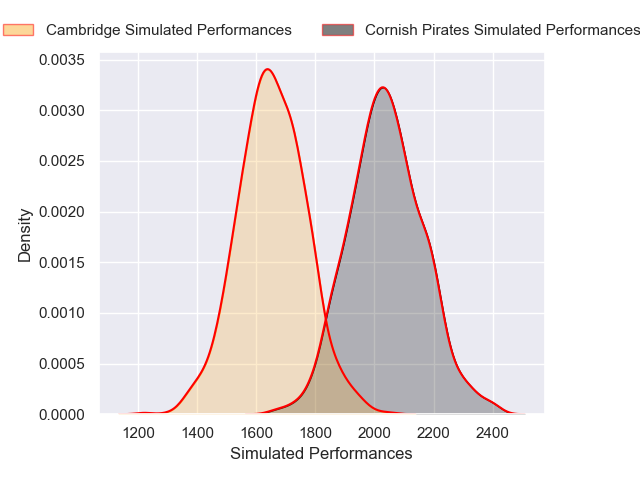 Cambridge Simulated Performances
Cornish Pirates Simulated Performances
0.0035
0.0030
0.0025
0.0020
0.0015
0.0010
0.0005
0.0000
Density
1200 1400 1600 1800 2000 2200 2400
Simulated Performances